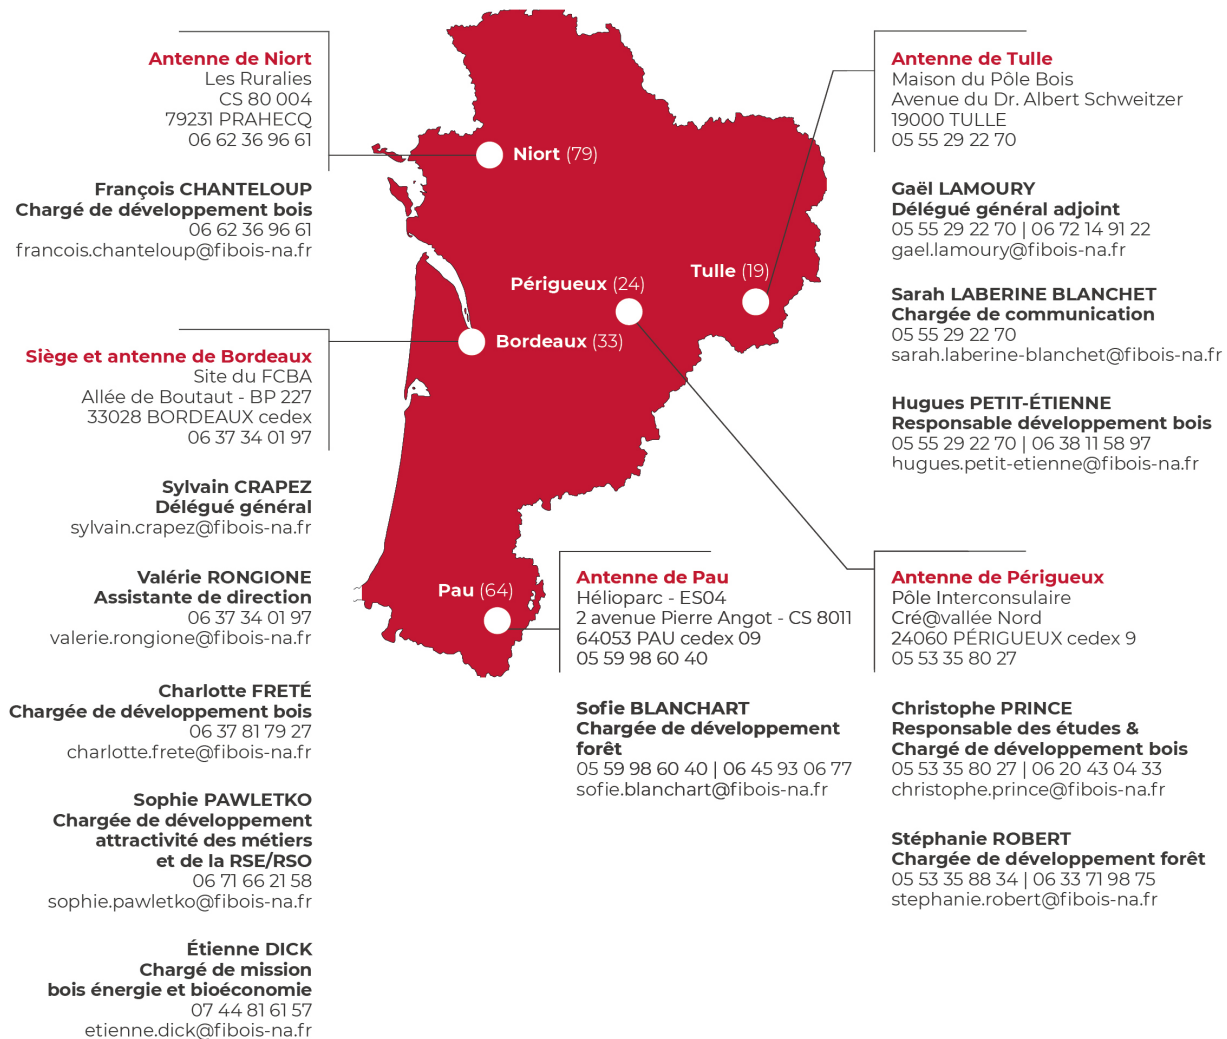 Antenne de Niort
Les Ruralies
CS 80 004
79231 PRAHECQ
06 62 36 96 61
François CHANTELOUP
Chargé de développement bois
06 62 36 96 61
francois.chanteloup@fibois-na.fr
Siège et antenne de Bordeaux
Site du FCBA
Allée de Boutaut - BP 227
33028 BORDEAUX cedex
06 37 34 01 97
Sylvain CRAPEZ
Délégué général
sylvain.crapez@fibois-na.fr
Valérie RONGIONE
Assistante de direction
06 37 34 01 97
valerie.rongione@fibois-na.fr
Charlotte FRETÉ
Chargée de développement bois
06 37 81 79 27
charlotte.frete@fibois-na.fr
Sophie PAWLETKO
Chargée de développement
attractivité des métiers
et de la RSE/RSO
06 71 66 21 58
sophie.pawletko@fibois-na.fr
Étienne DICK
Chargé de mission
bois énergie et bioéconomie
07 44 81 61 57
etienne.dick@fibois-na.fr
Niort (79)
Tulle (19)
Périgueux (24)
Bordeaux (33)
Pau (64)
Antenne de Pau
Hélioparc - ES04
2 avenue Pierre Angot - CS 8011
64053 PAU cedex 09
05 59 98 60 40
Sofie BLANCHART
Chargée de développement
forêt
05 59 98 60 40 | 06 45 93 06 77
sofie.blanchart@fibois-na.fr
Antenne de Tulle
Maison du Pôle Bois
Avenue du Dr. Albert Schweitzer
19000 TULLE
05 55 29 22 70
Gaël LAMOURY
Délégué général adjoint
05 55 29 22 70 | 06 72 14 91 22
gael.lamoury@fibois-na.fr
Sarah LABERINE BLANCHET
Chargée de communication
05 55 29 22 70
sarah.laberine-blanchet@fibois-na.fr
Hugues PETIT-ÉTIENNE
Responsable développement bois
05 55 29 22 70 | 06 38 11 58 97
hugues.petit-etienne@fibois-na.fr
Antenne de Périgueux
Pôle Interconsulaire
Cré@vallée Nord
24060 PÉRIGUEUX cedex 9
05 53 35 80 27
Christophe PRINCE
Responsable des études &
Chargé de développement bois
05 53 35 80 27 | 06 20 43 04 33
christophe.prince@fibois-na.fr
Stéphanie ROBERT
Chargée de développement forêt
05 53 35 88 34 | 06 33 71 98 75
stephanie.robert@fibois-na.fr